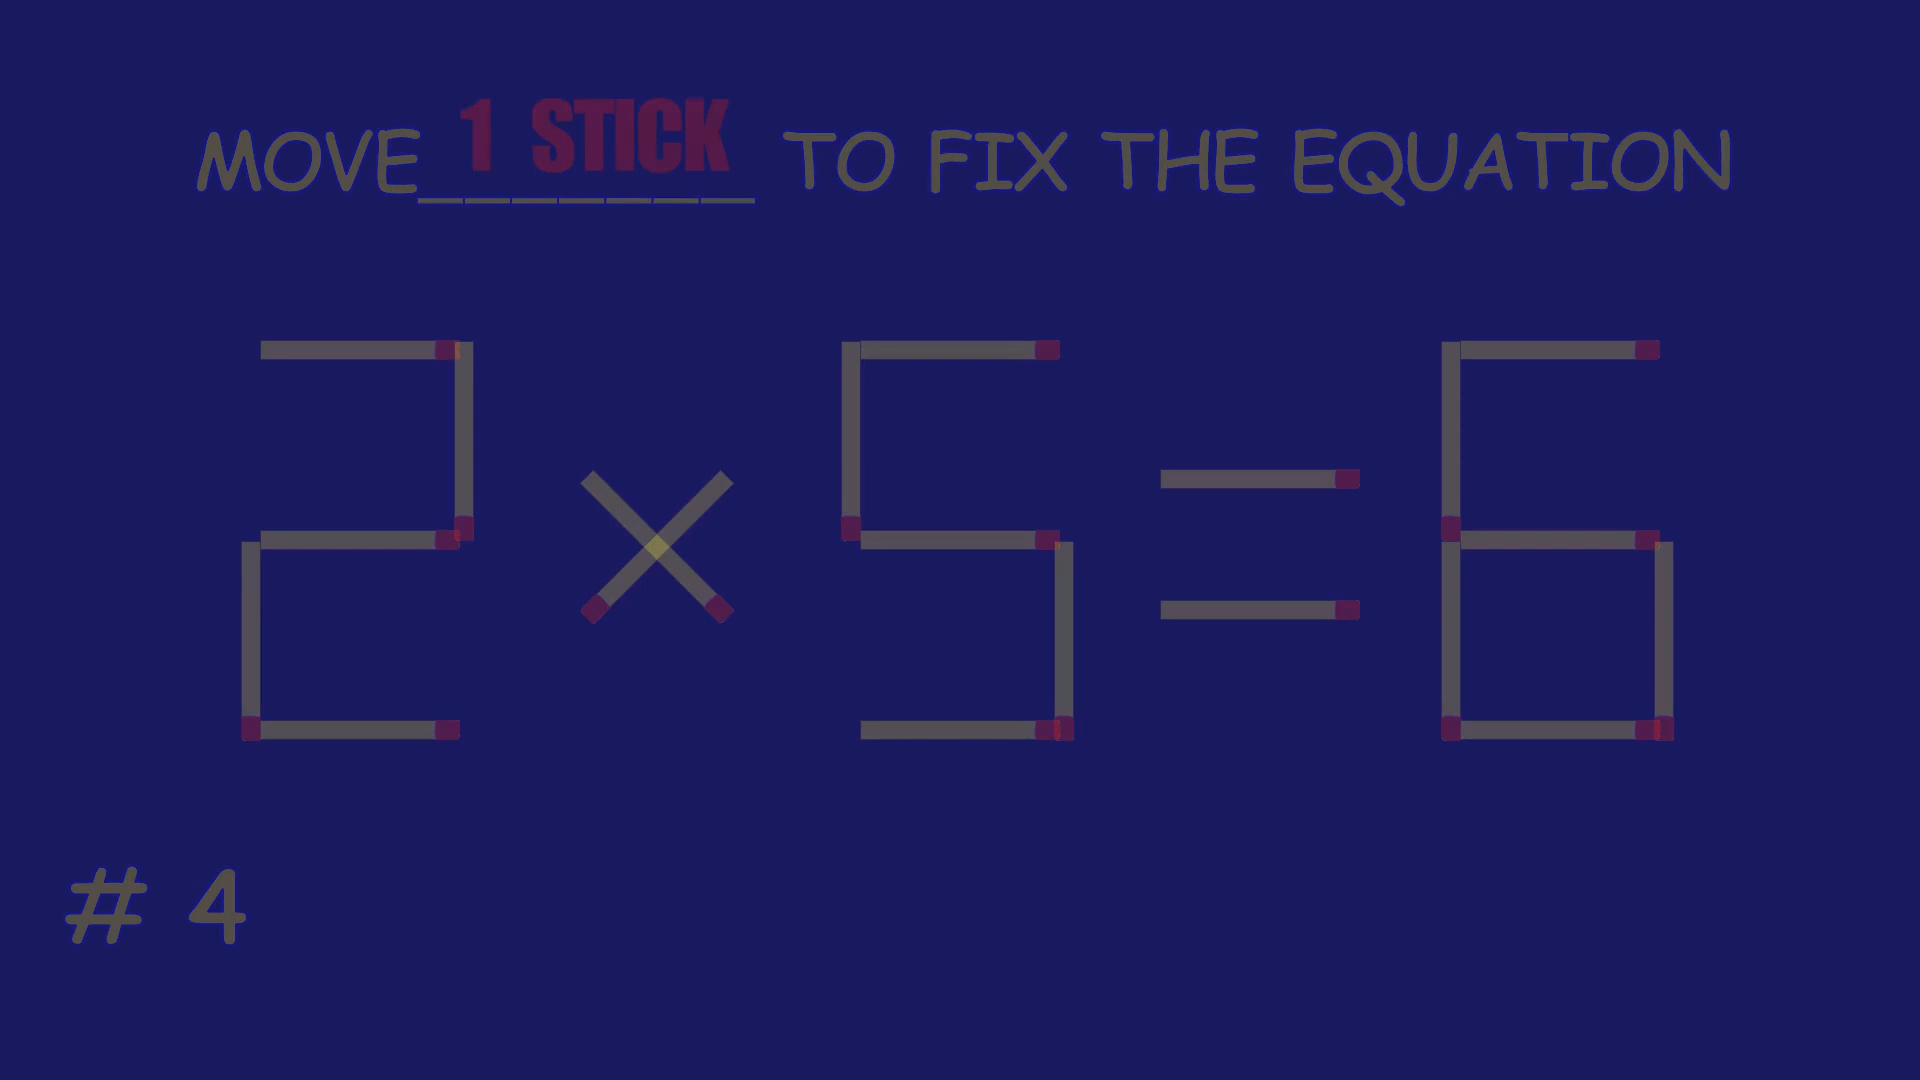 MOVE 1 STICK TO FIX THE EQUATION
2 × 5 = 6
# 4